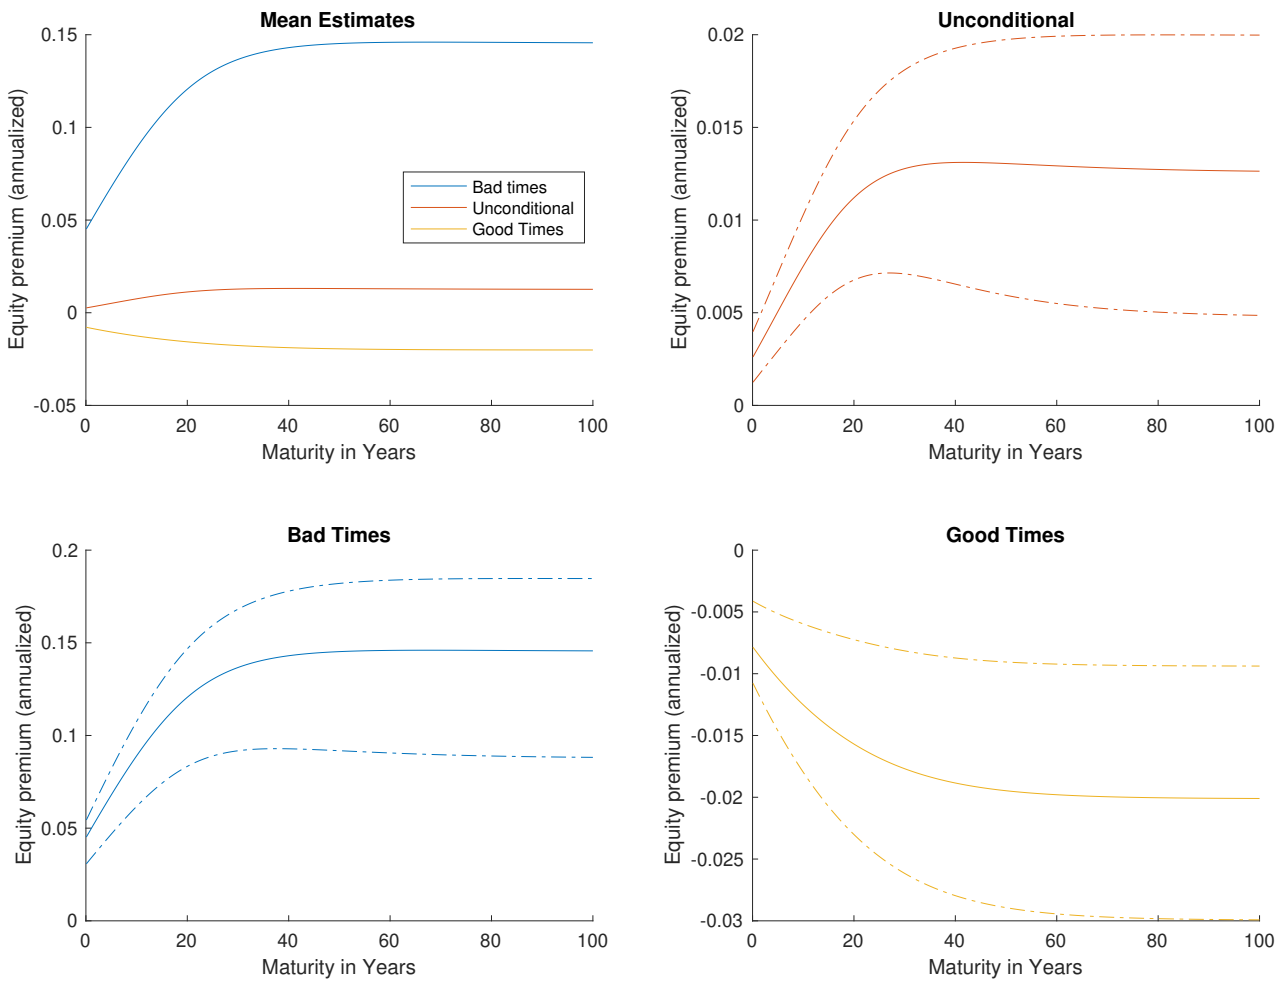 Mean Estimates
Equity premium (annualized)
0.15
0.1
0.05
0
-0.05
Bad times
Unconditional
Good Times
0 20 40 60 80 100
Maturity in Years
Unconditional
Equity premium (annualized)
0.02
0.015
0.01
0.005
0
0 20 40 60 80 100
Maturity in Years
Bad Times
Equity premium (annualized)
0.2
0.15
0.1
0.05
0
0 20 40 60 80 100
Maturity in Years
Good Times
Equity premium (annualized)
0
-0.005
-0.01
-0.015
-0.02
-0.025
-0.03
0 20 40 60 80 100
Maturity in Years